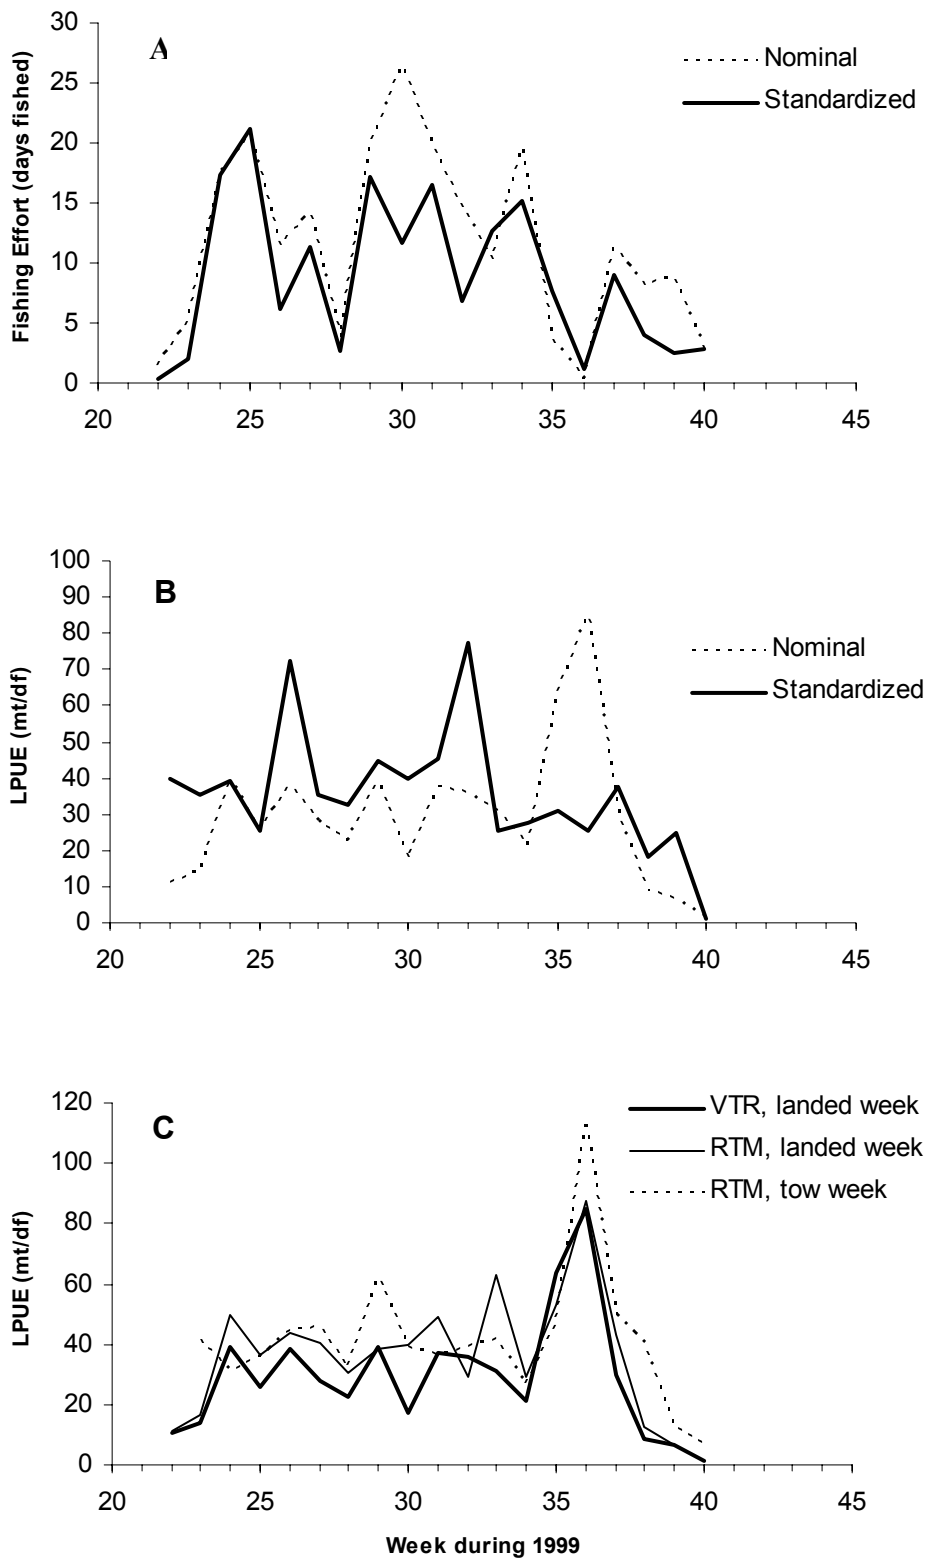 30
25
20
15
10
5
0
Fishing Effort (days fished)
A
Nominal
Standardized
20 25 30 35 40 45
100
90
80
70
60
50
40
30
20
10
0
LPUE (mt/df)
B
Nominal
Standardized
20 25 30 35 40 45
120
100
80
60
40
20
0
LPUE (mt/df)
C
VTR, landed week
RTM, landed week
RTM, tow week
20 25 30 35 40 45
Week during 1999